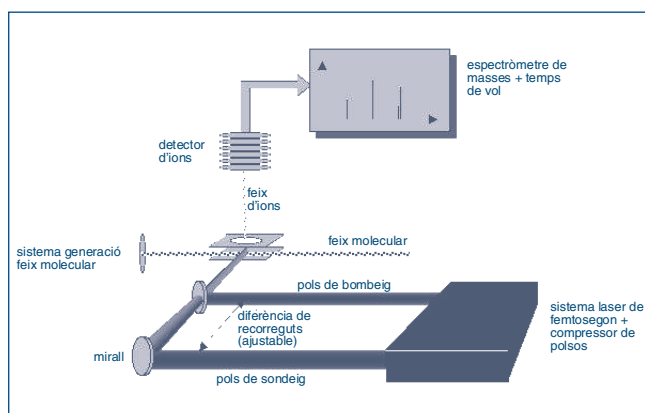 espectròmetre de
masses + temps
de vol
detector
d'ions
feix
d'ions
sistema generació
feix molecular
feix molecular
pols de bombeig
diferència de
recorreguts
(ajustable)
sistema laser de
femtosegon +
compressor de
polsos
mirall
pols de sondeig